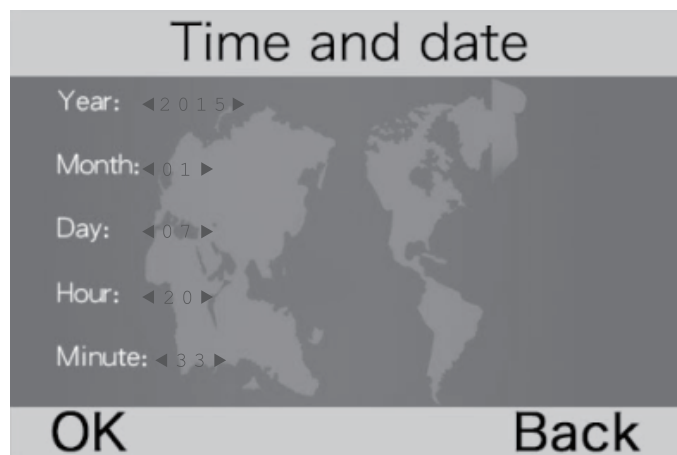 Time and date
Year: ◀2015▶
Month: ◀01▶
Day: ◀07▶
Hour: ◀20▶
Minute: ◀33▶
OK Back